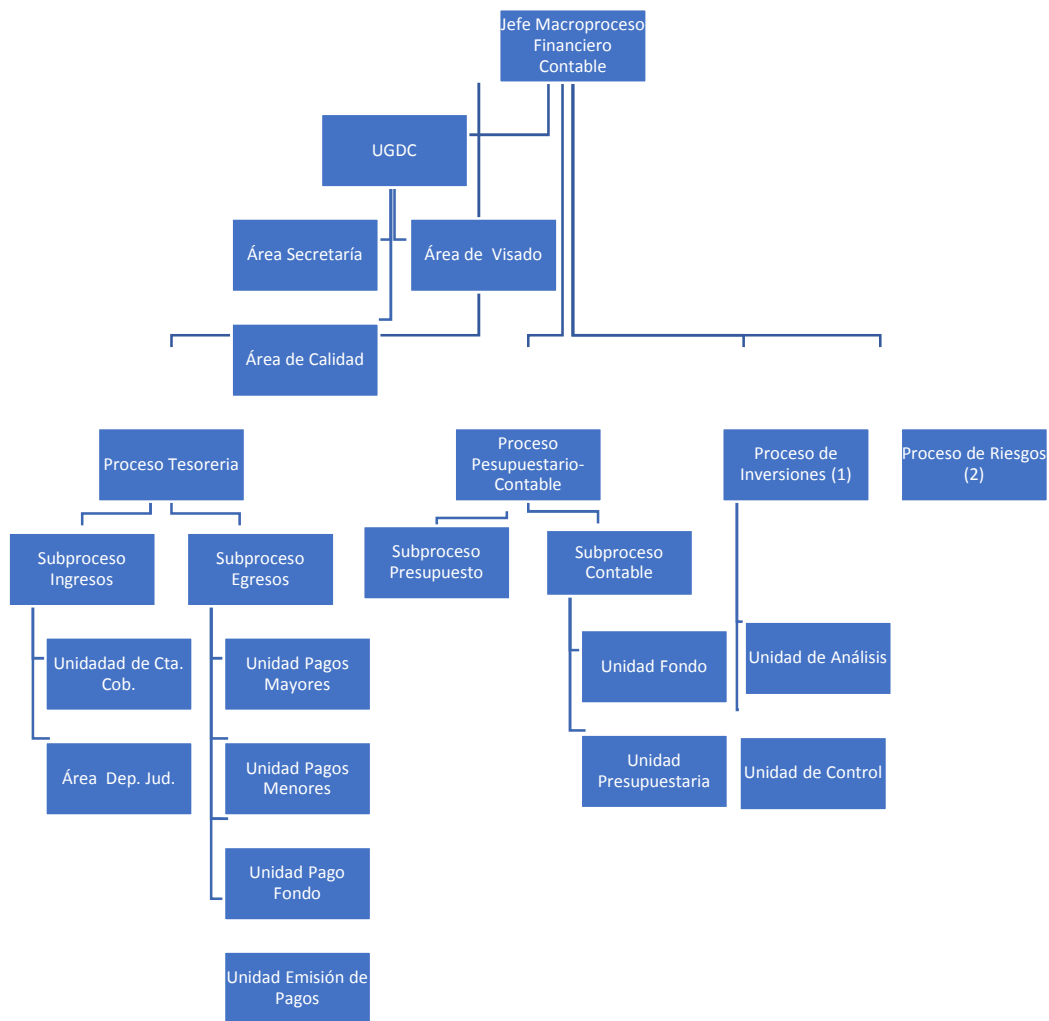 Jefe Macroproceso
Financiero
Contable
UGDC
Área Secretaría
Área de Visado
Área de Calidad
Proceso Tesoreria
Proceso
Pesupuestario-
Contable
Proceso de
Inversiones (1)
Proceso de Riesgos
(2)
Subproceso
Ingresos
Subproceso
Egresos
Subproceso
Presupuesto
Subproceso
Contable
Unidadad de Cta.
Cob.
Unidad Pagos
Mayores
Unidad Fondo
Unidad de Análisis
Área Dep. Jud.
Unidad Pagos
Menores
Unidad
Presupuestaria
Unidad de Control
Unidad Pago
Fondo
Unidad Emisión de
Pagos